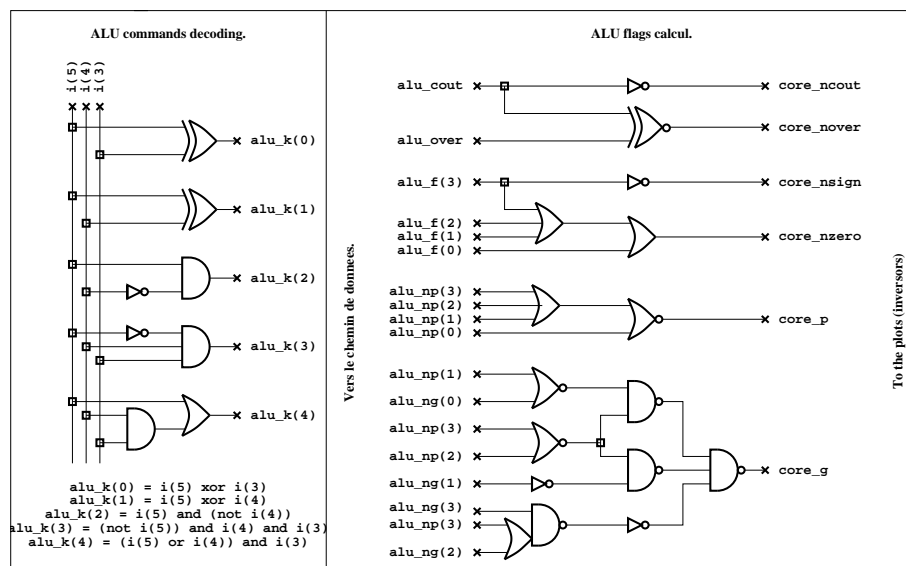 ALU commands decoding.
i(5)
i(4)
i(3)
alu_k(0)
alu_k(1)
alu_k(2)
alu_k(3)
alu_k(4)
alu_k(0) = i(5) xor i(3)
alu_k(1) = i(5) xor i(4)
alu_k(2) = i(5) and (not i(4))
alu_k(3) = (not i(5)) and i(4) and i(3)
alu_k(4) = (i(5) or i(4)) and i(3)
Vers le chemin de donnees.
ALU flags calcul.
alu_cout
core_ncout
core_nover
alu_over
alu_f(3)
core_nsign
alu_f(2)
alu_f(1)
core_nzero
alu_f(0)
alu_np(3)
alu_np(2)
alu_np(1)
core_p
alu_np(0)
alu_np(1)
alu_ng(0)
alu_np(3)
alu_np(2)
core_g
alu_ng(1)
alu_ng(3)
alu_np(3)
alu_ng(2)
To the plots (inversors)